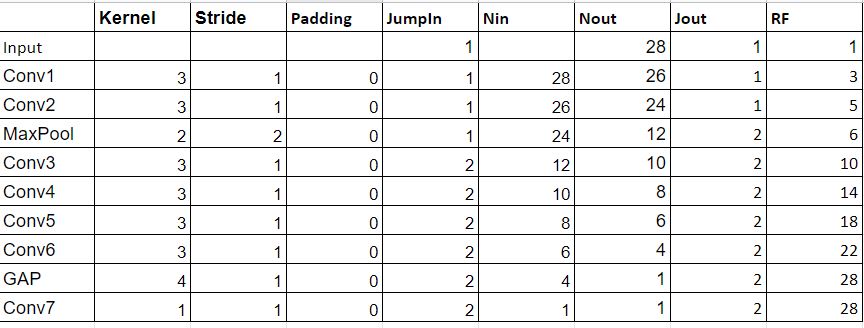 Kernel Stride Padding JumpIn Nin Nout Jout RF
Input 1 28 1 1
Conv1 3 1 0 1 28 26 1 3
Conv2 3 1 0 1 26 24 1 5
MaxPool 2 2 0 1 24 12 2 6
Conv3 3 1 0 2 12 10 2 10
Conv4 3 1 0 2 10 8 2 14
Conv5 3 1 0 2 8 6 2 18
Conv6 3 1 0 2 6 4 2 22
GAP 4 1 0 2 4 1 2 28
Conv7 1 1 0 2 1 1 2 28